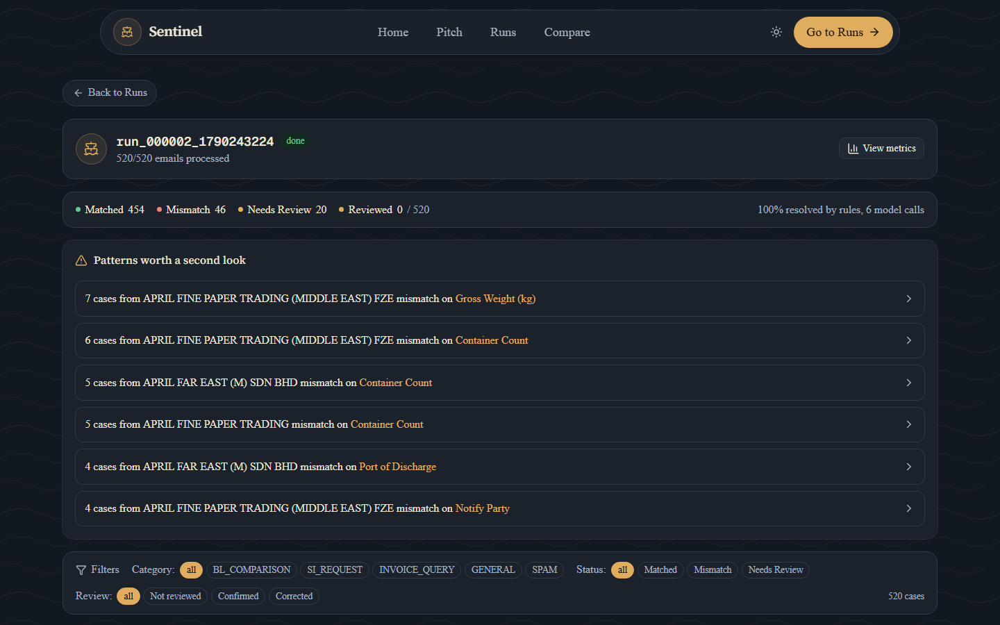 Sentinel
Home Pitch Runs Compare
Go to Runs →
← Back to Runs
run_000002_1790243224 done
520/520 emails processed
View metrics
Matched 454 Mismatch 46 Needs Review 20 Reviewed 0 / 520
100% resolved by rules, 6 model calls
Patterns worth a second look
7 cases from APRIL FINE PAPER TRADING (MIDDLE EAST) FZE mismatch on Gross Weight (kg)
6 cases from APRIL FINE PAPER TRADING (MIDDLE EAST) FZE mismatch on Container Count
5 cases from APRIL FAR EAST (M) SDN BHD mismatch on Container Count
5 cases from APRIL FINE PAPER TRADING mismatch on Container Count
4 cases from APRIL FAR EAST (M) SDN BHD mismatch on Port of Discharge
4 cases from APRIL FINE PAPER TRADING (MIDDLE EAST) FZE mismatch on Notify Party
Filters Category: all BL_COMPARISON SI_REQUEST INVOICE_QUERY GENERAL SPAM Status: all Matched Mismatch Needs Review
Review: all Not reviewed Confirmed Corrected
520 cases